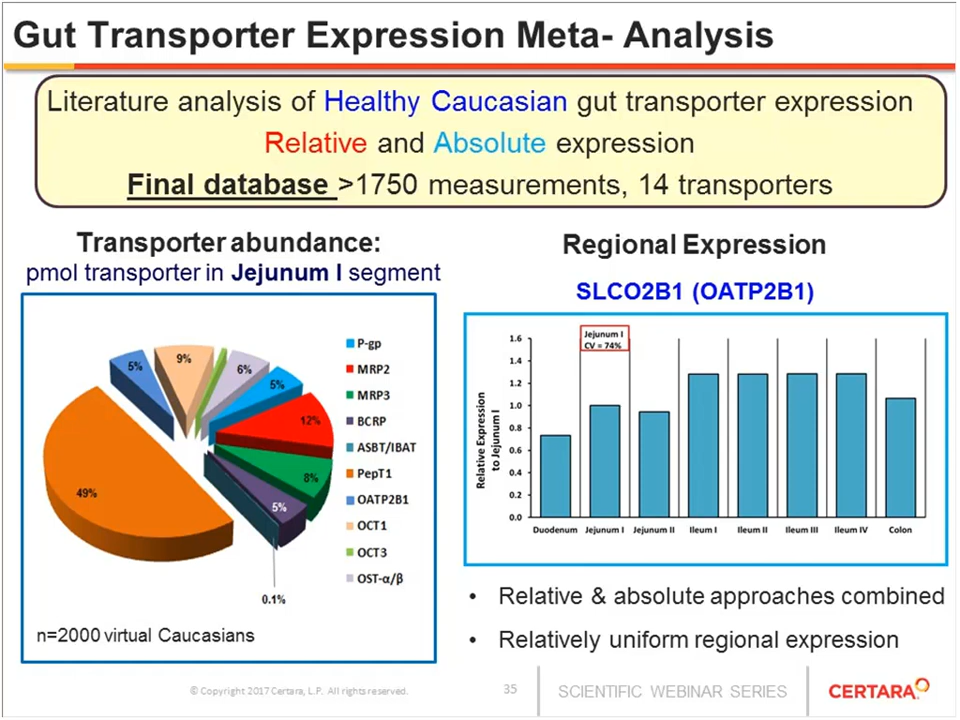 Gut Transporter Expression Meta- Analysis
Literature analysis of Healthy Caucasian gut transporter expression
Relative and Absolute expression
Final database >1750 measurements, 14 transporters
Transporter abundance:
pmol transporter in Jejunum I segment
P-gp
MRP2
MRP3
BCRP
ASBT/IBAT
PepT1
OATP2B1
OCT1
OCT3
OST-α/β
5%
9%
6%
5%
12%
8%
5%
0.1%
49%
n=2000 virtual Caucasians
Regional Expression
SLCO2B1 (OATP2B1)
Jejunum I
CV = 74%
Relative Expression
to Jejunum I
1.6
1.4
1.2
1.0
0.8
0.6
0.4
0.2
0.0
Duodenum Jejunum I Jejunum II Ileum I Ileum II Ileum III Ileum IV Colon
• Relative & absolute approaches combined
• Relatively uniform regional expression
© Copyright 2017 Certara, L.P. All rights reserved.
35
SCIENTIFIC WEBINAR SERIES
CERTARA